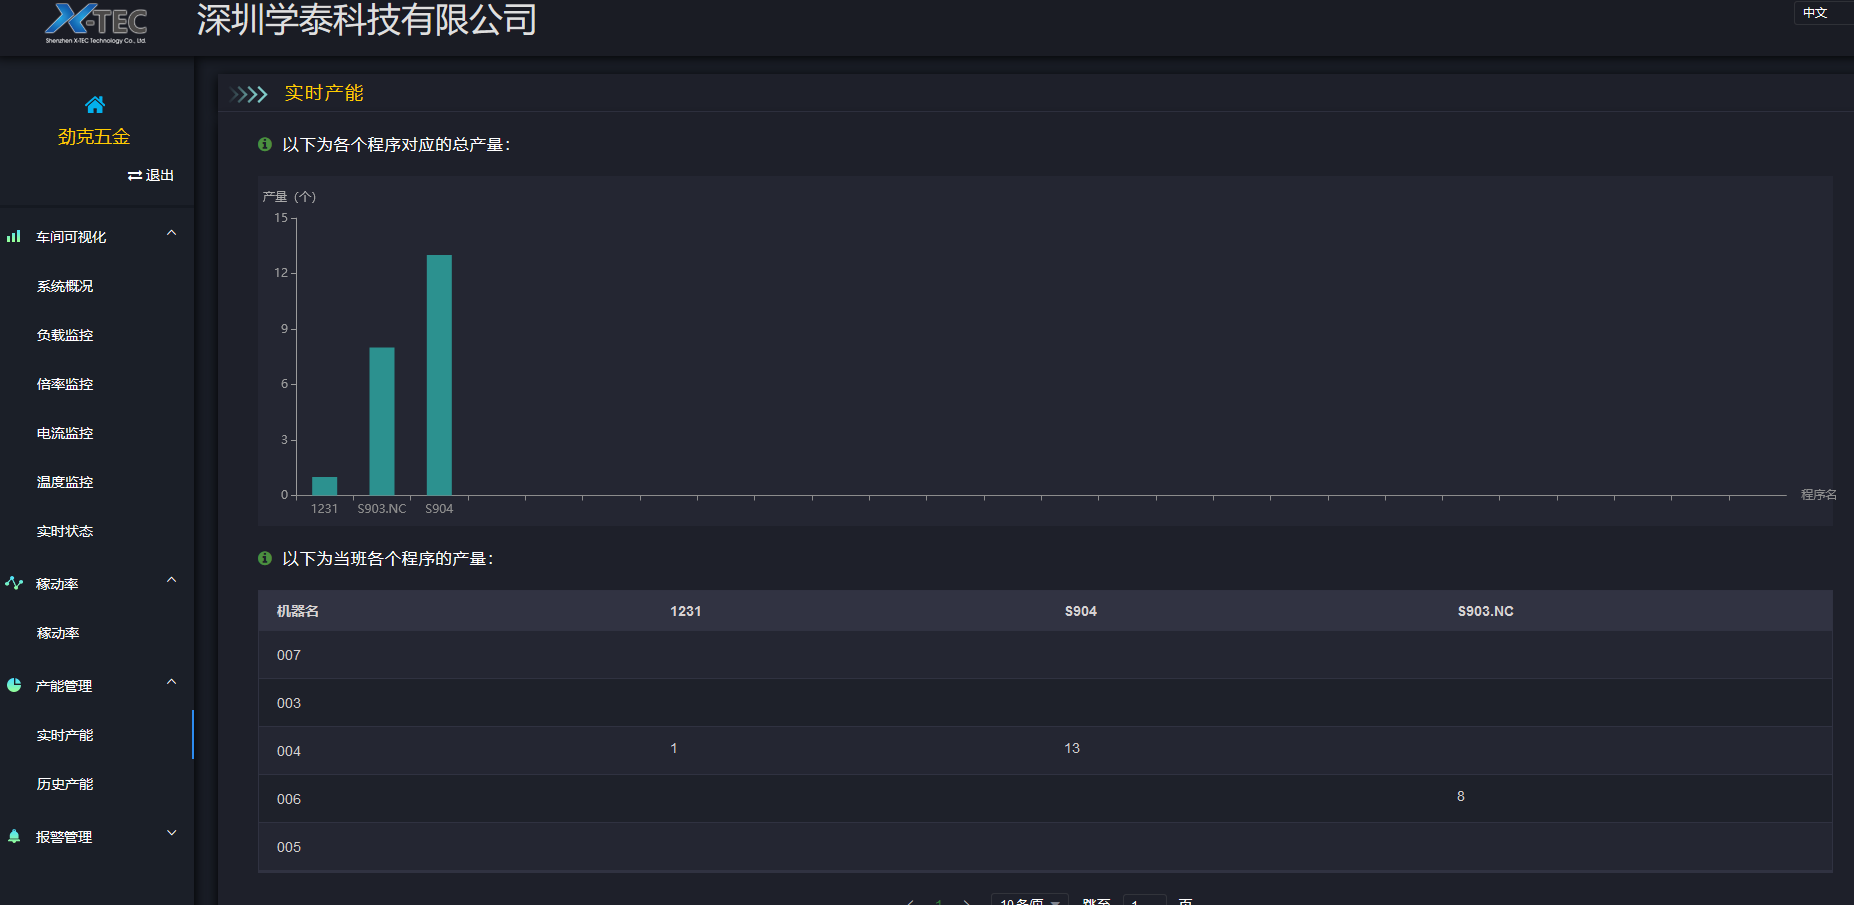 X-TEC
Shenzhen X-TEC Technology Co., Ltd.
深圳学泰科技有限公司
中文
劲克五金
退出
车间可视化
系统概况
负载监控
倍率监控
电流监控
温度监控
实时状态
稼动率
稼动率
产能管理
实时产能
历史产能
报警管理
实时产能
以下为各个程序对应的总产量：
产量（个）
15
12
9
6
3
0
1231 S903.NC S904
程序名
以下为当班各个程序的产量：
机器名 1231 S904 S903.NC
007
003
004 1 13
006 8
005
1 10条/页 跳至 1 页